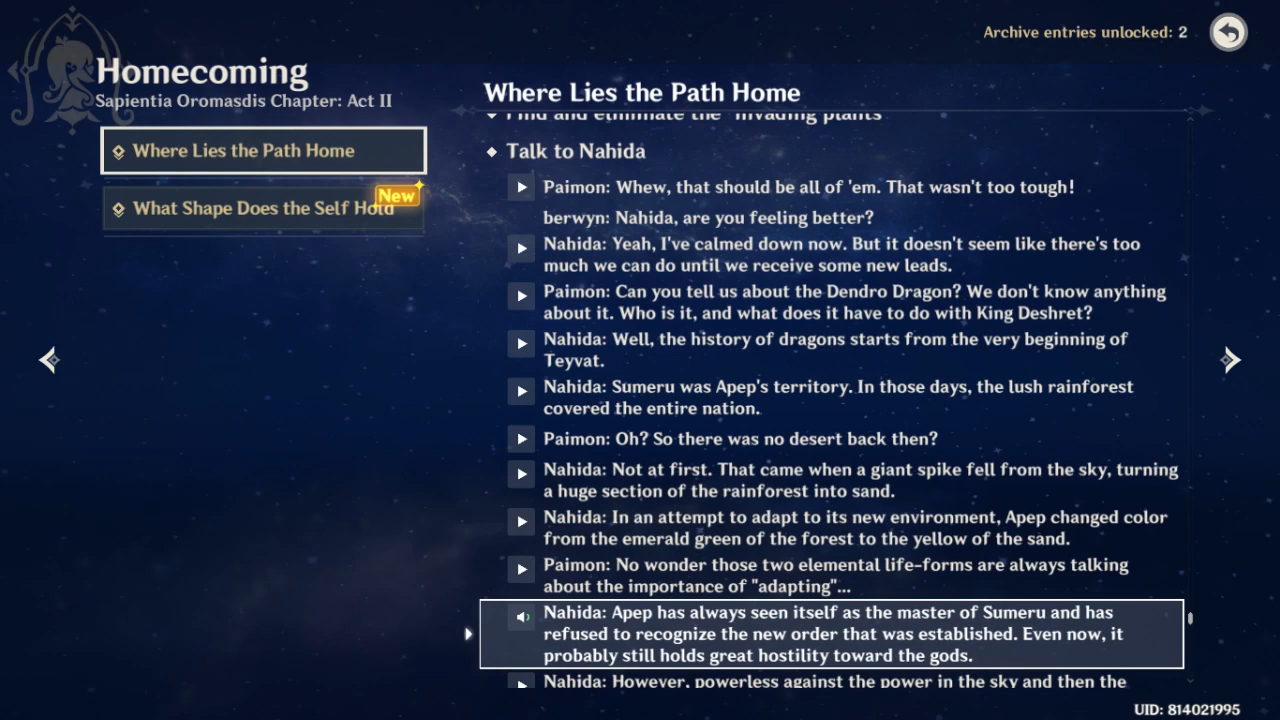 Archive entries unlocked: 2
Homecoming
Sapientia Oromasdis Chapter: Act II
Where Lies the Path Home
New
What Shape Does the Self Hold
Where Lies the Path Home
Find and eliminate the "invading plants"
Talk to Nahida
Paimon: Whew, that should be all of 'em. That wasn't too tough!
berwyn: Nahida, are you feeling better?
Nahida: Yeah, I've calmed down now. But it doesn't seem like there's too
much we can do until we receive some new leads.
Paimon: Can you tell us about the Dendro Dragon? We don't know anything
about it. Who is it, and what does it have to do with King Deshret?
Nahida: Well, the history of dragons starts from the very beginning of
Teyvat.
Nahida: Sumeru was Apep's territory. In those days, the lush rainforest
covered the entire nation.
Paimon: Oh? So there was no desert back then?
Nahida: Not at first. That came when a giant spike fell from the sky, turning
a huge section of the rainforest into sand.
Nahida: In an attempt to adapt to its new environment, Apep changed color
from the emerald green of the forest to the yellow of the sand.
Paimon: No wonder those two elemental life-forms are always talking
about the importance of "adapting"...
Nahida: Apep has always seen itself as the master of Sumeru and has
refused to recognize the new order that was established. Even now, it
probably still holds great hostility toward the gods.
Nahida: However, powerless against the power in the sky and then the
UID: 814021995